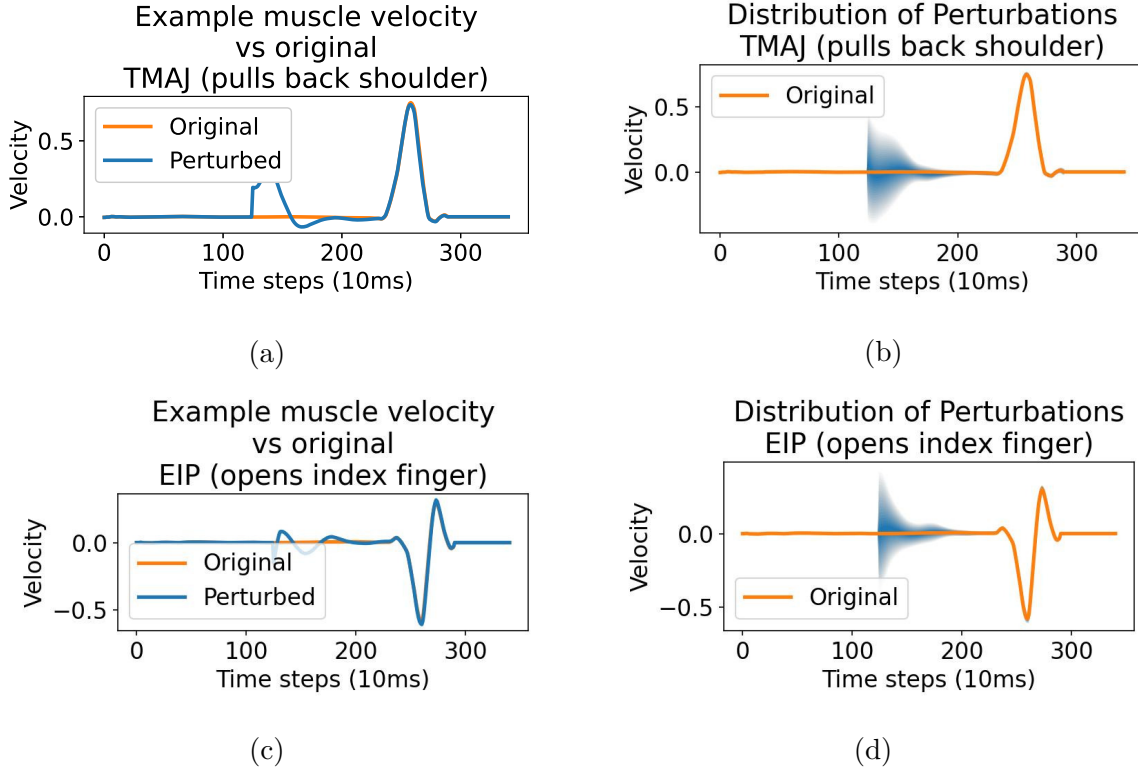 Example muscle velocity
vs original
TMAJ (pulls back shoulder)
Original
Perturbed
Velocity
0.5
0.0
0 100 200 300
Time steps (10ms)
(a)
Distribution of Perturbations
TMAJ (pulls back shoulder)
Original
Velocity
0.5
0.0
0 100 200 300
Time steps (10ms)
(b)
Example muscle velocity
vs original
EIP (opens index finger)
Velocity
0.0
−0.5
Original
Perturbed
0 100 200 300
Time steps (10ms)
(c)
Distribution of Perturbations
EIP (opens index finger)
Velocity
0.0
−0.5
Original
0 100 200 300
Time steps (10ms)
(d)